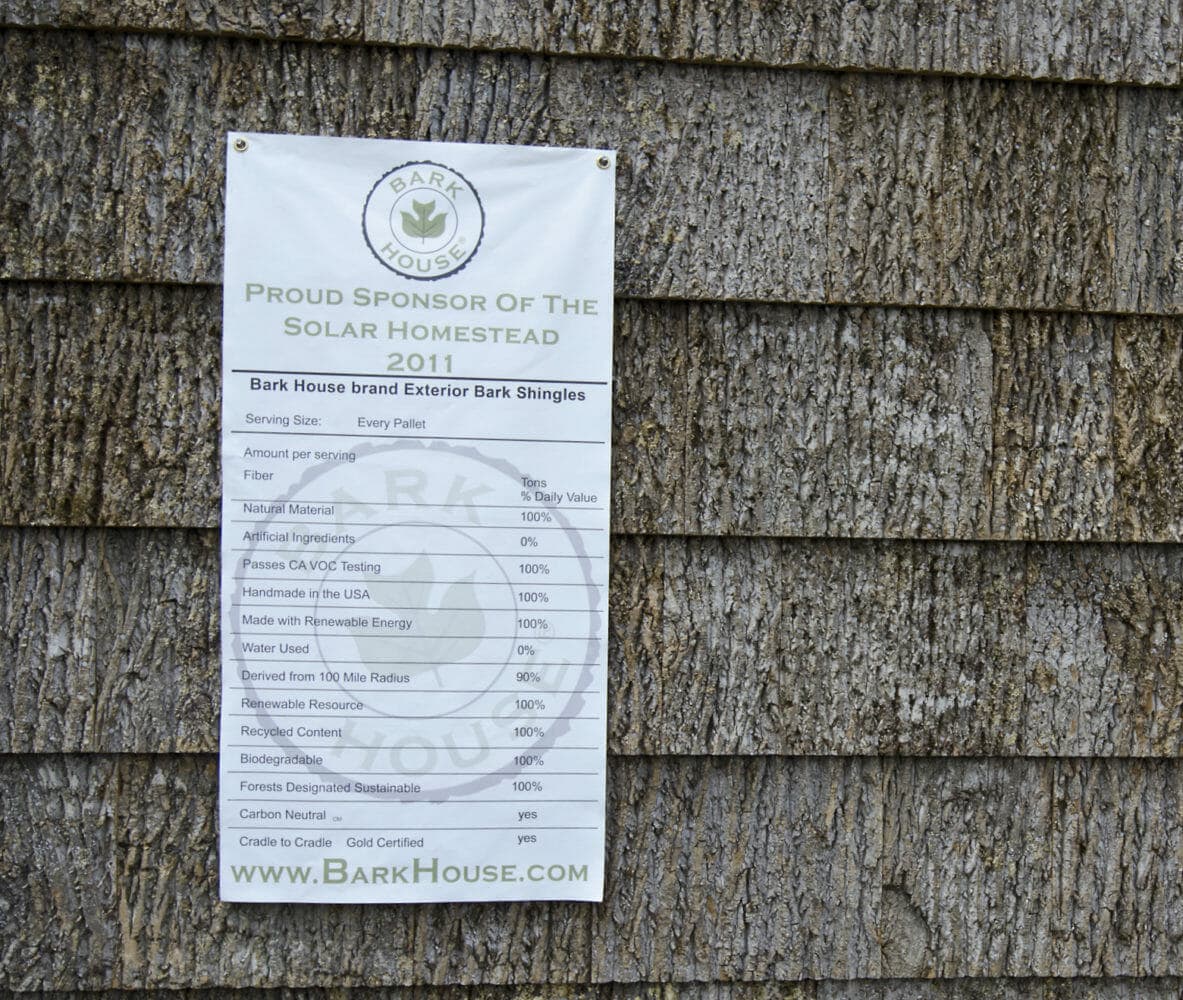 BARK
HOUSE®
PROUD SPONSOR OF THE
SOLAR HOMESTEAD
2011
Bark House brand Exterior Bark Shingles
Serving Size: Every Pallet
Amount per serving
Fiber Tons
% Daily Value
Natural Material 100%
Artificial Ingredients 0%
Passes CA VOC Testing 100%
Handmade in the USA 100%
Made with Renewable Energy 100%
Water Used 0%
Derived from 100 Mile Radius 90%
Renewable Resource 100%
Recycled Content 100%
Biodegradable 100%
Forests Designated Sustainable 100%
Carbon Neutral yes
Cradle to Cradle Gold Certified yes
WWW.BARKHOUSE.COM
BARK
HOUSE®